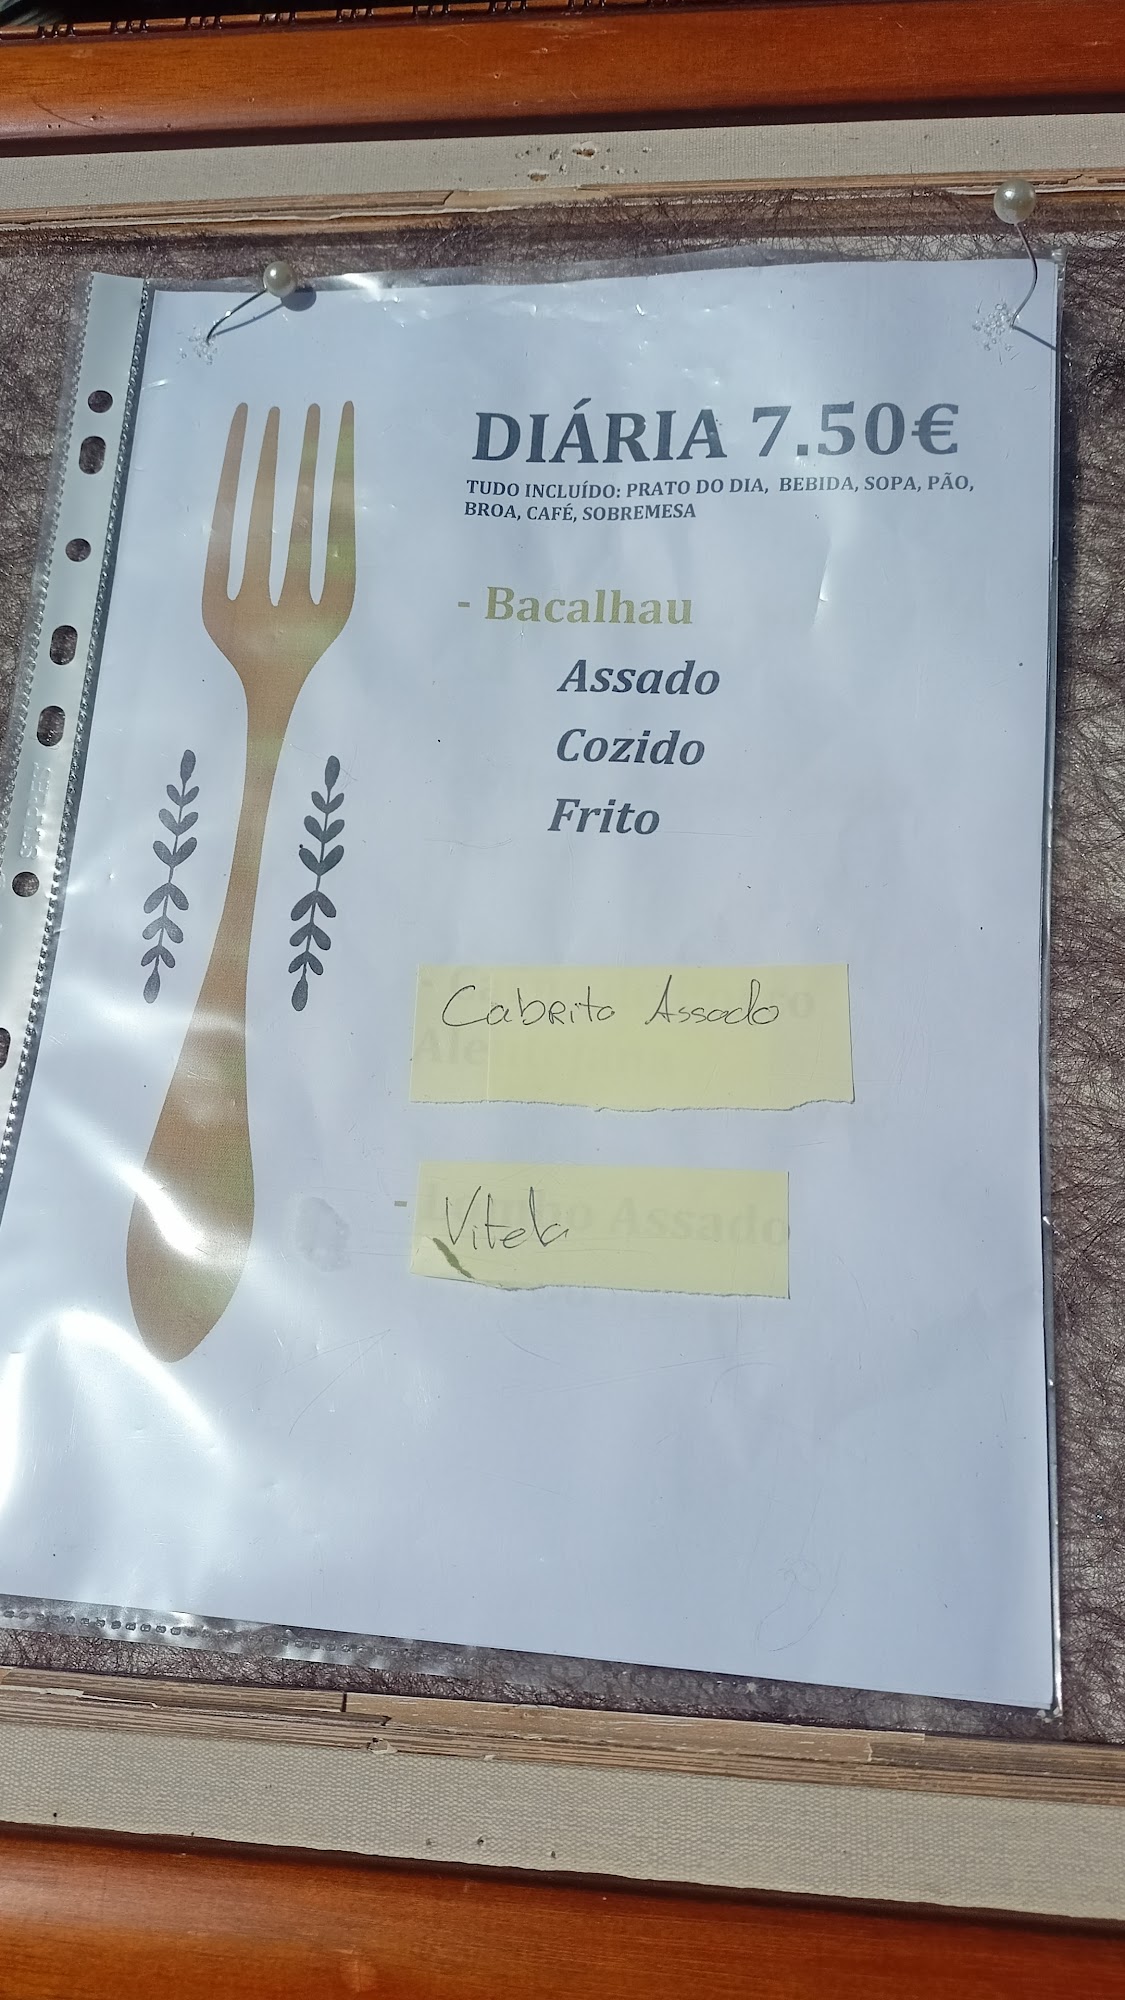 DIÁRIA 7.50€
TUDO INCLUÍDO: PRATO DO DIA, BEBIDA, SOPA, PÃO,
BROA, CAFÉ, SOBREMESA
- Bacalhau
Assado
Cozido
Frito
Cabrito Assado
- Vitela
Assado